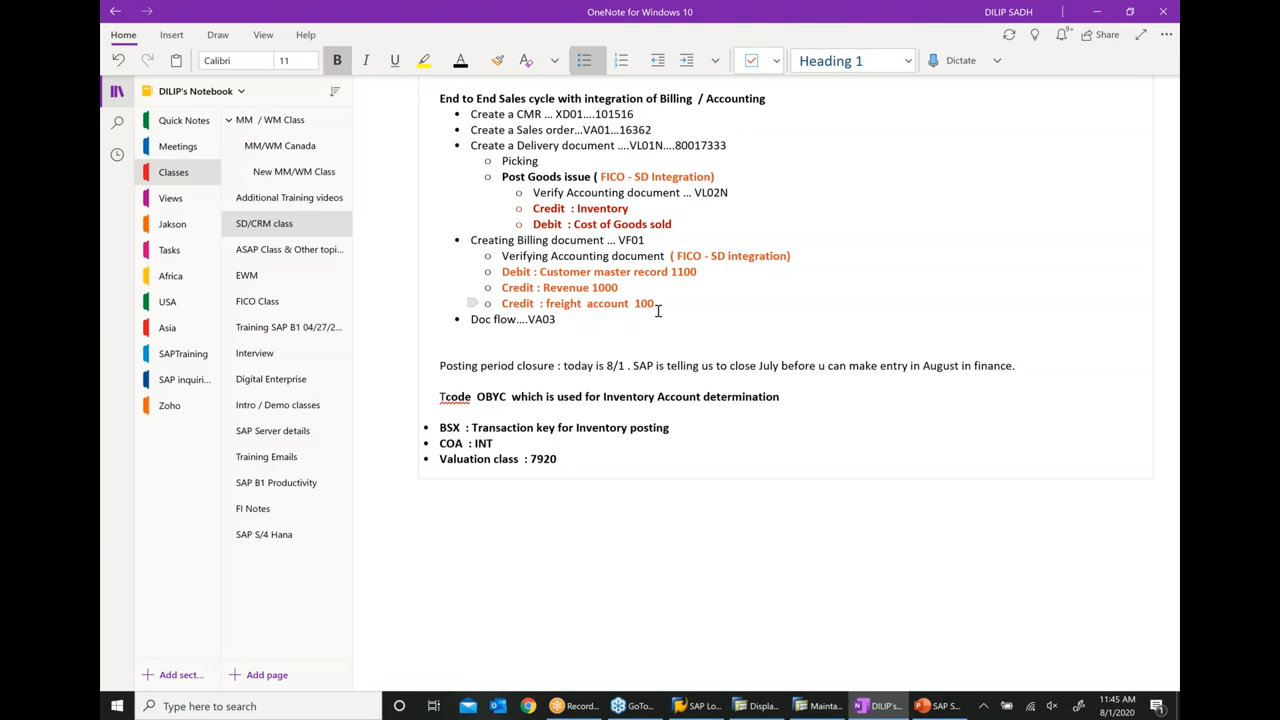 OneNote for Windows 10
DILIP SADH
Home Insert Draw View Help
9+ Share
Calibri 11 B I U A Heading 1 Dictate
DILIP's Notebook
Quick Notes
Meetings
Classes
Views
Jakson
Tasks
Africa
USA
Asia
SAPTraining
SAP inquiri...
Zoho
Add sect...
MM / WM Class
MM/WM Canada
New MM/WM Class
Additional Training videos
SD/CRM class
ASAP Class & Other topi...
EWM
FICO Class
Training SAP B1 04/27/2...
Interview
Digital Enterprise
Intro / Demo classes
SAP Server details
Training Emails
SAP B1 Productivity
FI Notes
SAP S/4 Hana
Add page
End to End Sales cycle with integration of Billing / Accounting
• Create a CMR ... XD01....101516
• Create a Sales order...VA01...16362
• Create a Delivery document ....VL01N....80017333
o Picking
o Post Goods issue ( FICO - SD Integration)
o Verify Accounting document ... VL02N
o Credit : Inventory
o Debit : Cost of Goods sold
• Creating Billing document ... VF01
o Verifying Accounting document ( FICO - SD integration)
o Debit : Customer master record 1100
o Credit : Revenue 1000
o Credit : freight account 100
• Doc flow....VA03
Posting period closure : today is 8/1 . SAP is telling us to close July before u can make entry in August in finance.
Tcode OBYC which is used for Inventory Account determination
• BSX : Transaction key for Inventory posting
• COA : INT
• Valuation class : 7920
Type here to search
Record... GoTo... SAP Lo... Displa... Mainta... DILIP's... SAP S...
11:45 AM
8/1/2020
1